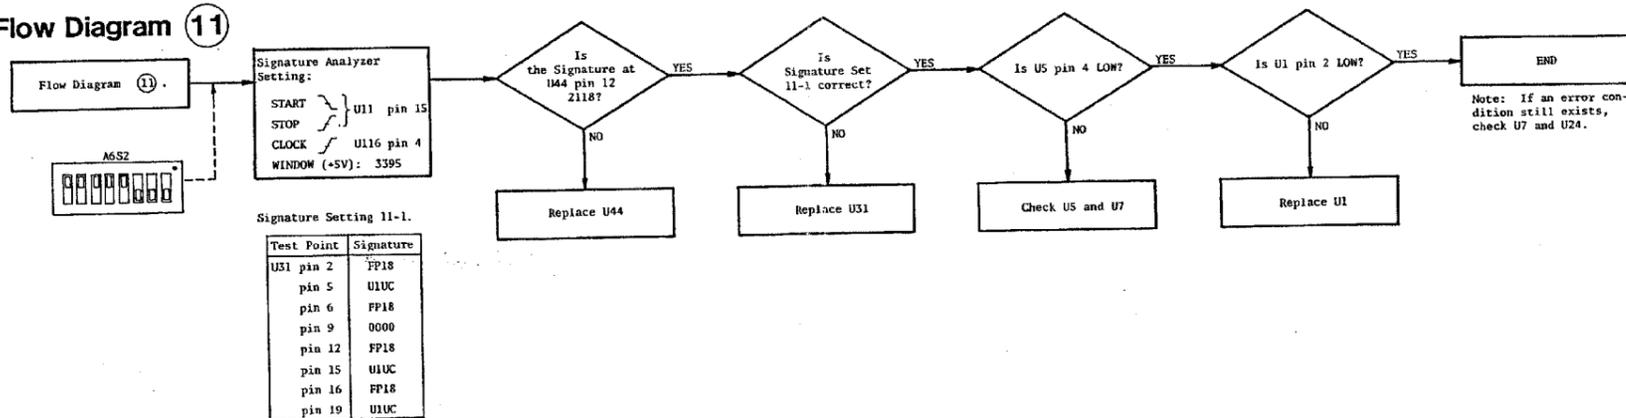 Flow Diagram 11
Flow Diagram 11 .
A6S2
Signature Analyzer
Setting:
START
STOP
U11 pin 15
CLOCK U116 pin 4
WINDOW (+5V): 3395
Is
the Signature at
U44 pin 12
2118?
YES
NO
Replace U44
Is
Signature Set
11-1 correct?
YES
NO
Replace U31
Is U5 pin 4 LOW?
YES
NO
Check U5 and U7
Is U1 pin 2 LOW?
YES
NO
Replace U1
END
Note: If an error con-
dition still exists,
check U7 and U24.
Signature Setting 11-1.
Test Point Signature
U31 pin 2 FP18
pin 5 U1UC
pin 6 FP18
pin 9 0000
pin 12 FP18
pin 15 U1UC
pin 16 FP18
pin 19 U1UC